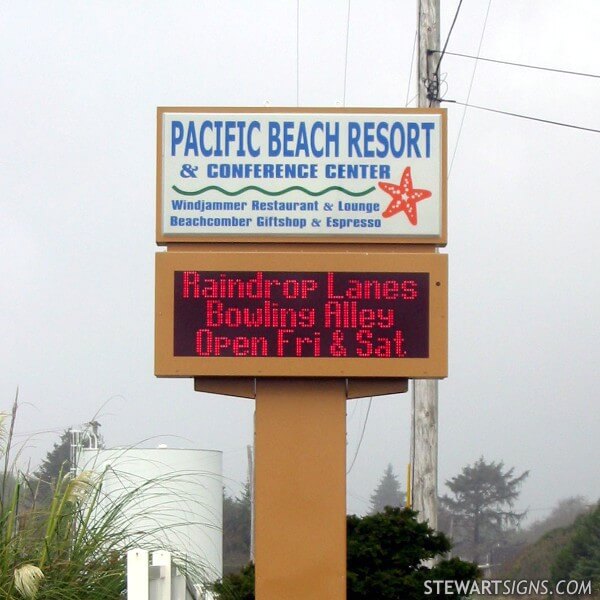 PACIFIC BEACH RESORT
& CONFERENCE CENTER
Windjammer Restaurant & Lounge
Beachcomber Giftshop & Espresso
Raindrop Lanes
Bowling Alley
Open Fri & Sat
STEWARTSIGNS.COM